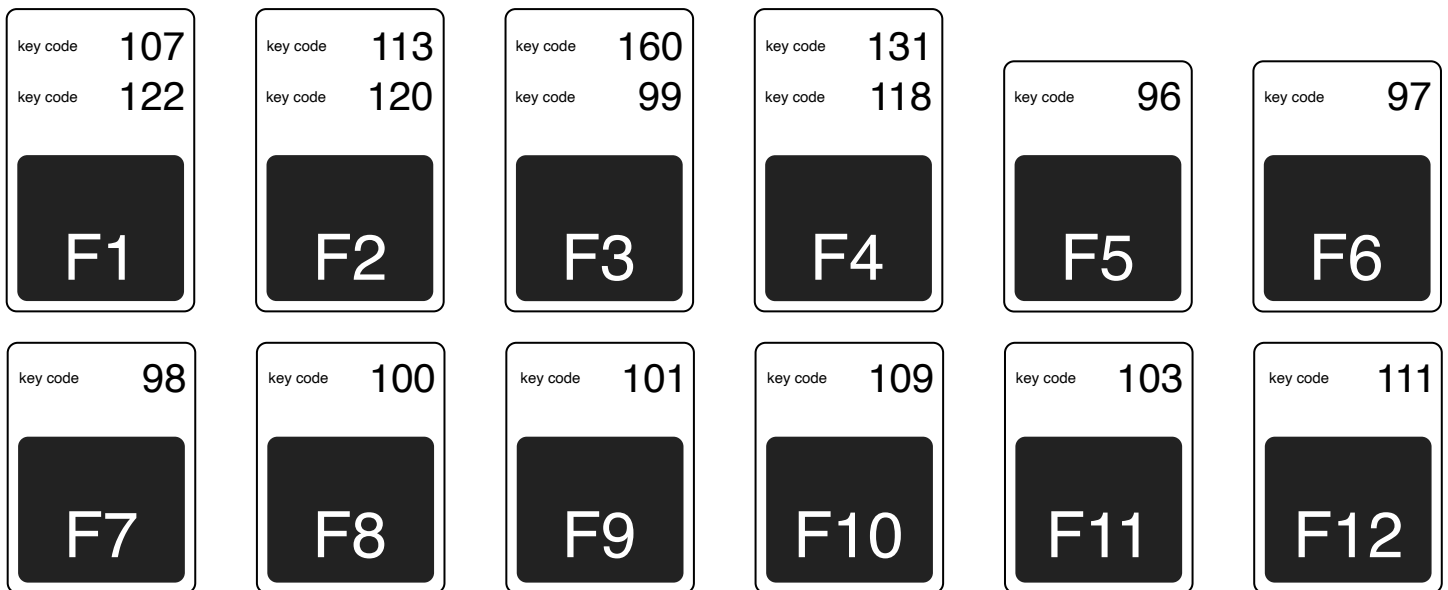 key code 107
key code 122
F1
key code 113
key code 120
F2
key code 160
key code 99
F3
key code 131
key code 118
F4
key code 96
F5
key code 97
F6
key code 98
F7
key code 100
F8
key code 101
F9
key code 109
F10
key code 103
F11
key code 111
F12